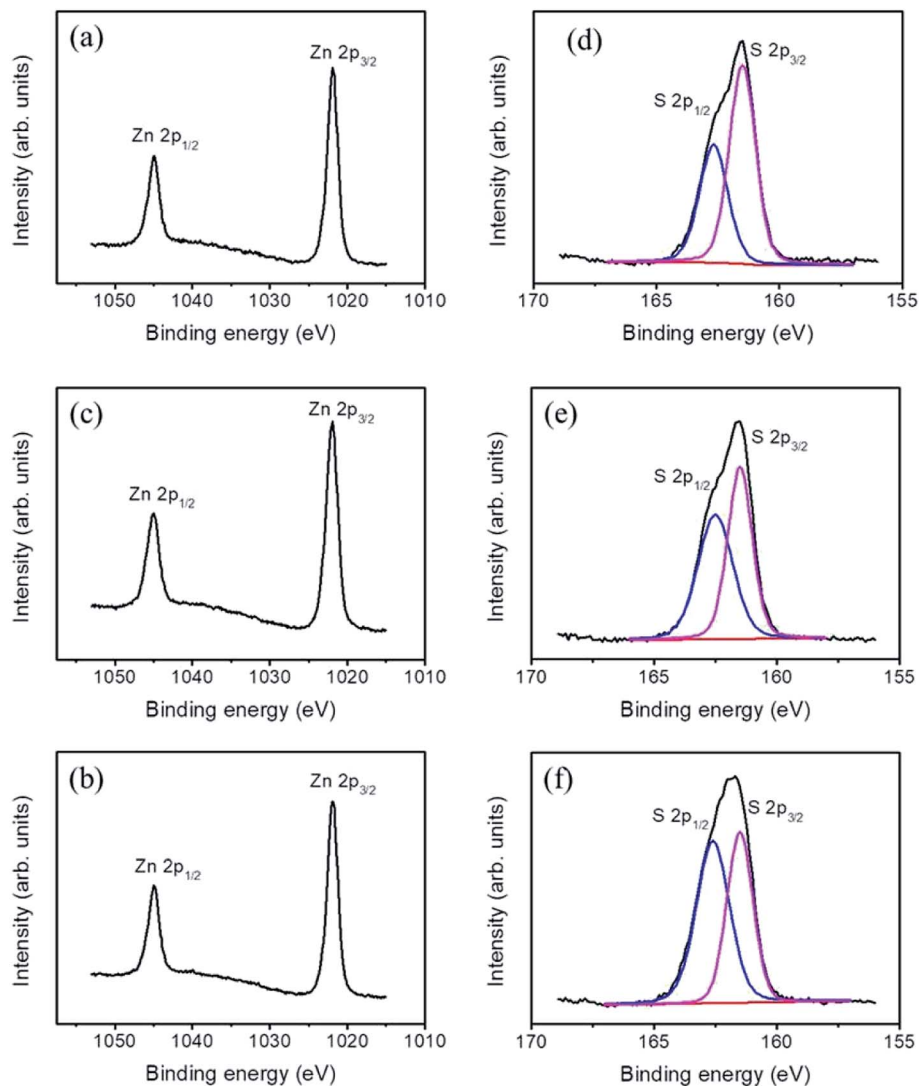 (a)
Zn 2p1/2
Zn 2p3/2
Intensity (arb. units)
1050 1040 1030 1020 1010
Binding energy (eV)
(d)
S 2p1/2
S 2p3/2
Intensity (arb. units)
170 165 160 155
Binding energy (eV)
(c)
Zn 2p1/2
Zn 2p3/2
Intensity (arb. units)
1050 1040 1030 1020 1010
Binding energy (eV)
(e)
S 2p1/2
S 2p3/2
Intensity (arb. units)
170 165 160 155
Binding energy (eV)
(b)
Zn 2p1/2
Zn 2p3/2
Intensity (arb. units)
1050 1040 1030 1020 1010
Binding energy (eV)
(f)
S 2p1/2
S 2p3/2
Intensity (arb. units)
170 165 160 155
Binding energy (eV)